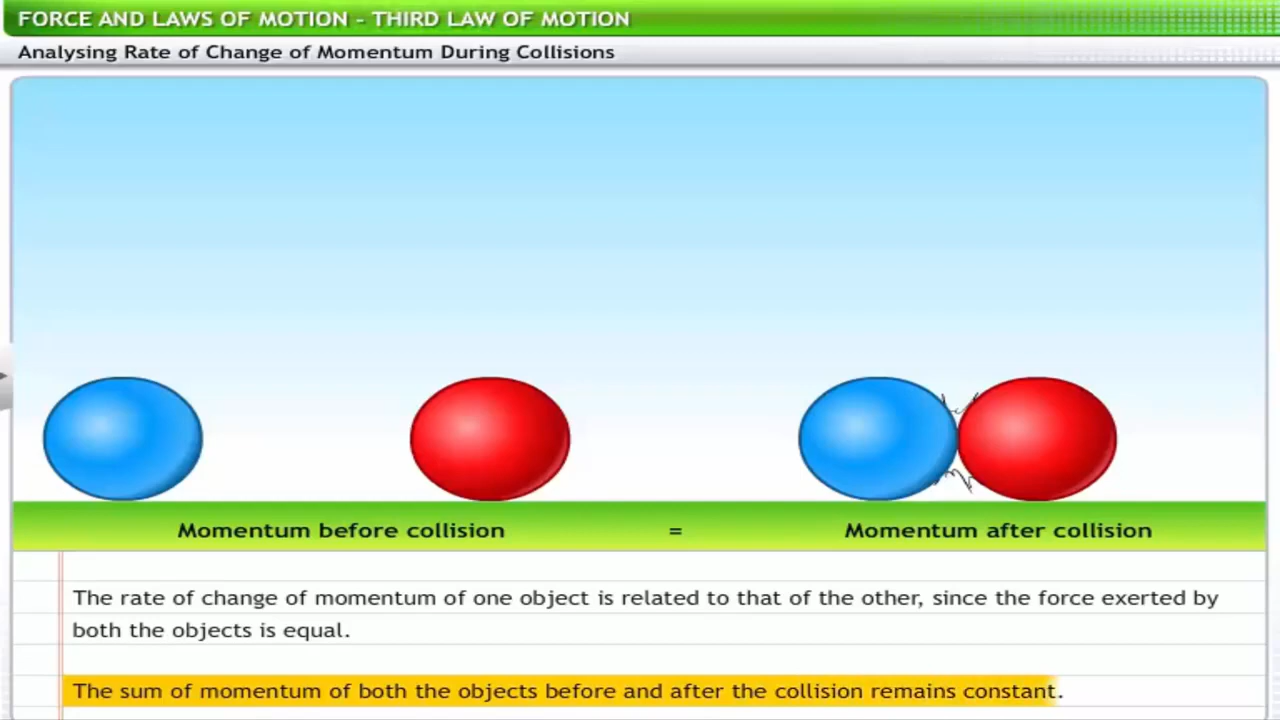 FORCE AND LAWS OF MOTION - THIRD LAW OF MOTION
Analysing Rate of Change of Momentum During Collisions
Momentum before collision = Momentum after collision
The rate of change of momentum of one object is related to that of the other, since the force exerted by
both the objects is equal.
The sum of momentum of both the objects before and after the collision remains constant.